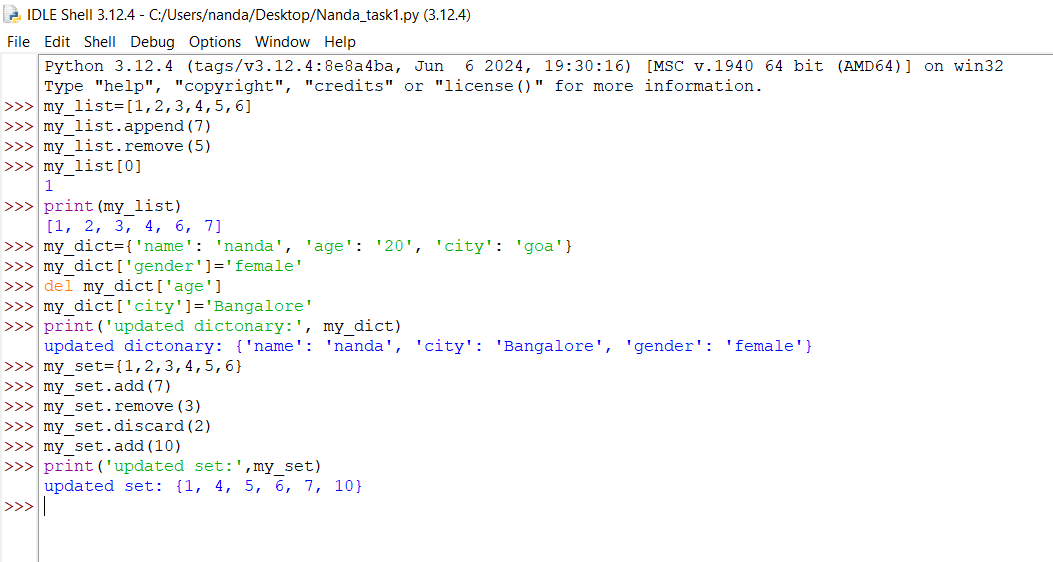 IDLE Shell 3.12.4 - C:/Users/nanda/Desktop/Nanda_task1.py (3.12.4)
File Edit Shell Debug Options Window Help
Python 3.12.4 (tags/v3.12.4:8e8a4ba, Jun  6 2024, 19:30:16) [MSC v.1940 64 bit (AMD64)] on win32
Type "help", "copyright", "credits" or "license()" for more information.
>>> my_list=[1,2,3,4,5,6]
>>> my_list.append(7)
>>> my_list.remove(5)
>>> my_list[0]
1
>>> print(my_list)
[1, 2, 3, 4, 6, 7]
>>> my_dict={'name': 'nanda', 'age': '20', 'city': 'goa'}
>>> my_dict['gender']='female'
>>> del my_dict['age']
>>> my_dict['city']='Bangalore'
>>> print('updated dictonary:', my_dict)
updated dictonary: {'name': 'nanda', 'city': 'Bangalore', 'gender': 'female'}
>>> my_set={1,2,3,4,5,6}
>>> my_set.add(7)
>>> my_set.remove(3)
>>> my_set.discard(2)
>>> my_set.add(10)
>>> print('updated set:',my_set)
updated set: {1, 4, 5, 6, 7, 10}
>>>